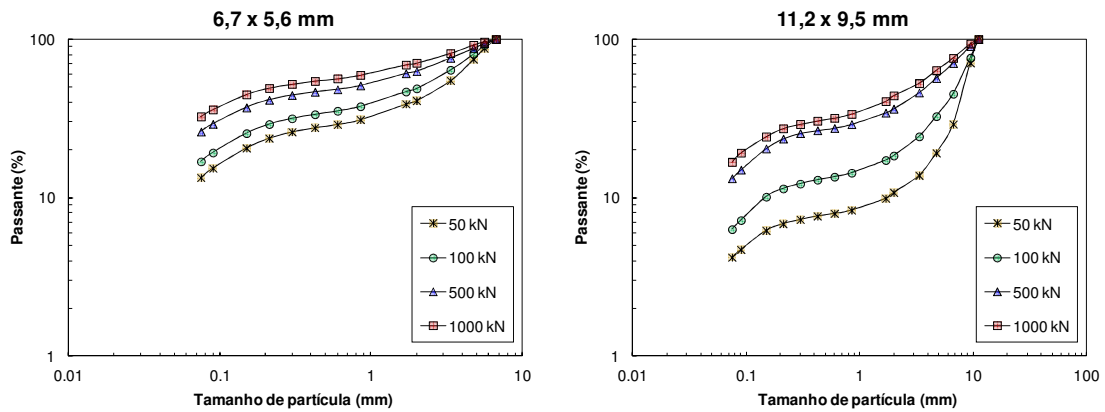 6,7 x 5,6 mm
100
10
1
0.01
0.1
1
10
Passante (%)
Tamanho de partícula (mm)
50 kN
100 kN
500 kN
1000 kN
11,2 x 9,5 mm
100
10
1
0.01
0.1
1
10
100
Passante (%)
Tamanho de partícula (mm)
50 kN
100 kN
500 kN
1000 kN